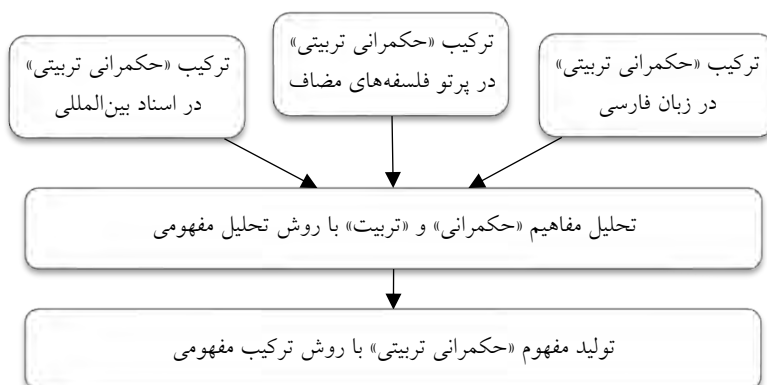 ترکیب «حکمرانی تربیتی»
در زبان فارسی
ترکیب «حکمرانی تربیتی»
در پرتو فلسفه‌های مضاف
ترکیب «حکمرانی تربیتی»
در اسناد بین‌المللی
تحلیل مفاهیم «حکمرانی» و «تربیت» با روش تحلیل مفهومی
تولید مفهوم «حکمرانی تربیتی» با روش ترکیب مفهومی